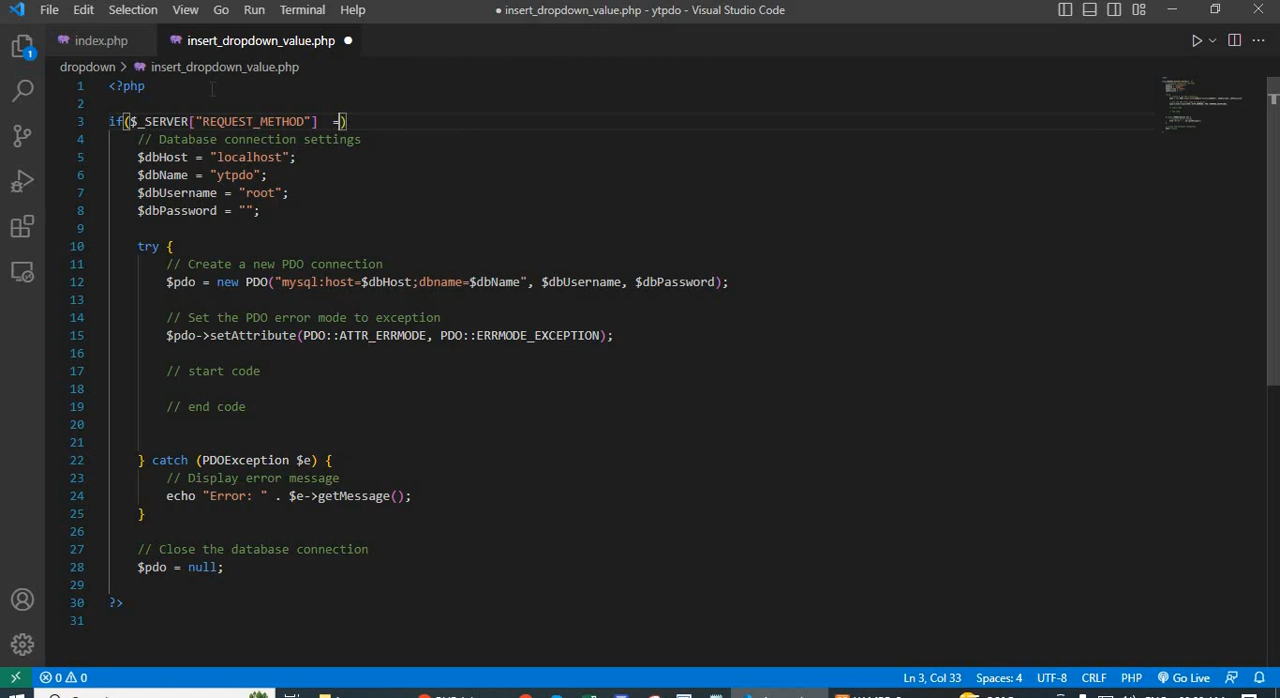 File Edit Selection View Go Run Terminal Help
● insert_dropdown_value.php - ytpdo - Visual Studio Code
index.php
insert_dropdown_value.php ●
dropdown > insert_dropdown_value.php
1 <?php
2
3 if($_SERVER["REQUEST_METHOD"]  =)
4 // Database connection settings
5 $dbHost = "localhost";
6 $dbName = "ytpdo";
7 $dbUsername = "root";
8 $dbPassword = "";
9
10 try {
11 // Create a new PDO connection
12 $pdo = new PDO("mysql:host=$dbHost;dbname=$dbName", $dbUsername, $dbPassword);
13
14 // Set the PDO error mode to exception
15 $pdo->setAttribute(PDO::ATTR_ERRMODE, PDO::ERRMODE_EXCEPTION);
16
17 // start code
18
19 // end code
20
21
22 } catch (PDOException $e) {
23 // Display error message
24 echo "Error: " . $e->getMessage();
25 }
26
27 // Close the database connection
28 $pdo = null;
29
30 ?>
31
1
0 0
Ln 3, Col 33 Spaces: 4 UTF-8 CRLF PHP Go Live